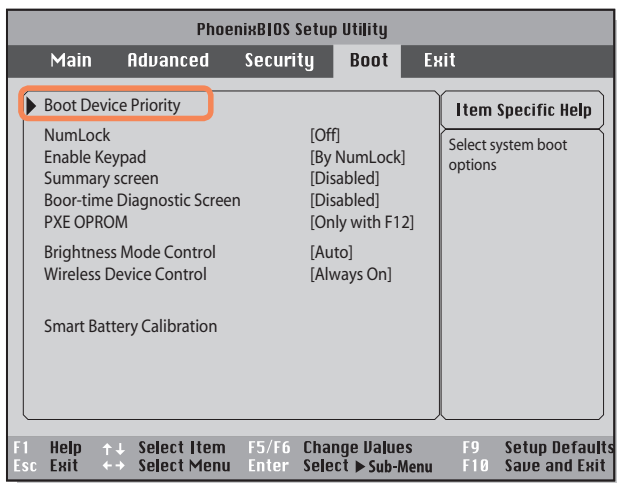 PhoenixBIOS Setup Utility
Main Advanced Security Boot Exit
Boot Device Priority
NumLock [Off]
Enable Keypad [By NumLock]
Summary screen [Disabled]
Boor-time Diagnostic Screen [Disabled]
PXE OPROM [Only with F12]
Brightness Mode Control [Auto]
Wireless Device Control [Always On]
Smart Battery Calibration
Item Specific Help
Select system boot
options
F1 Help ↑↓ Select Item F5/F6 Change Values F9 Setup Defaults
Esc Exit ←→ Select Menu Enter Select ▶ Sub-Menu F10 Save and Exit